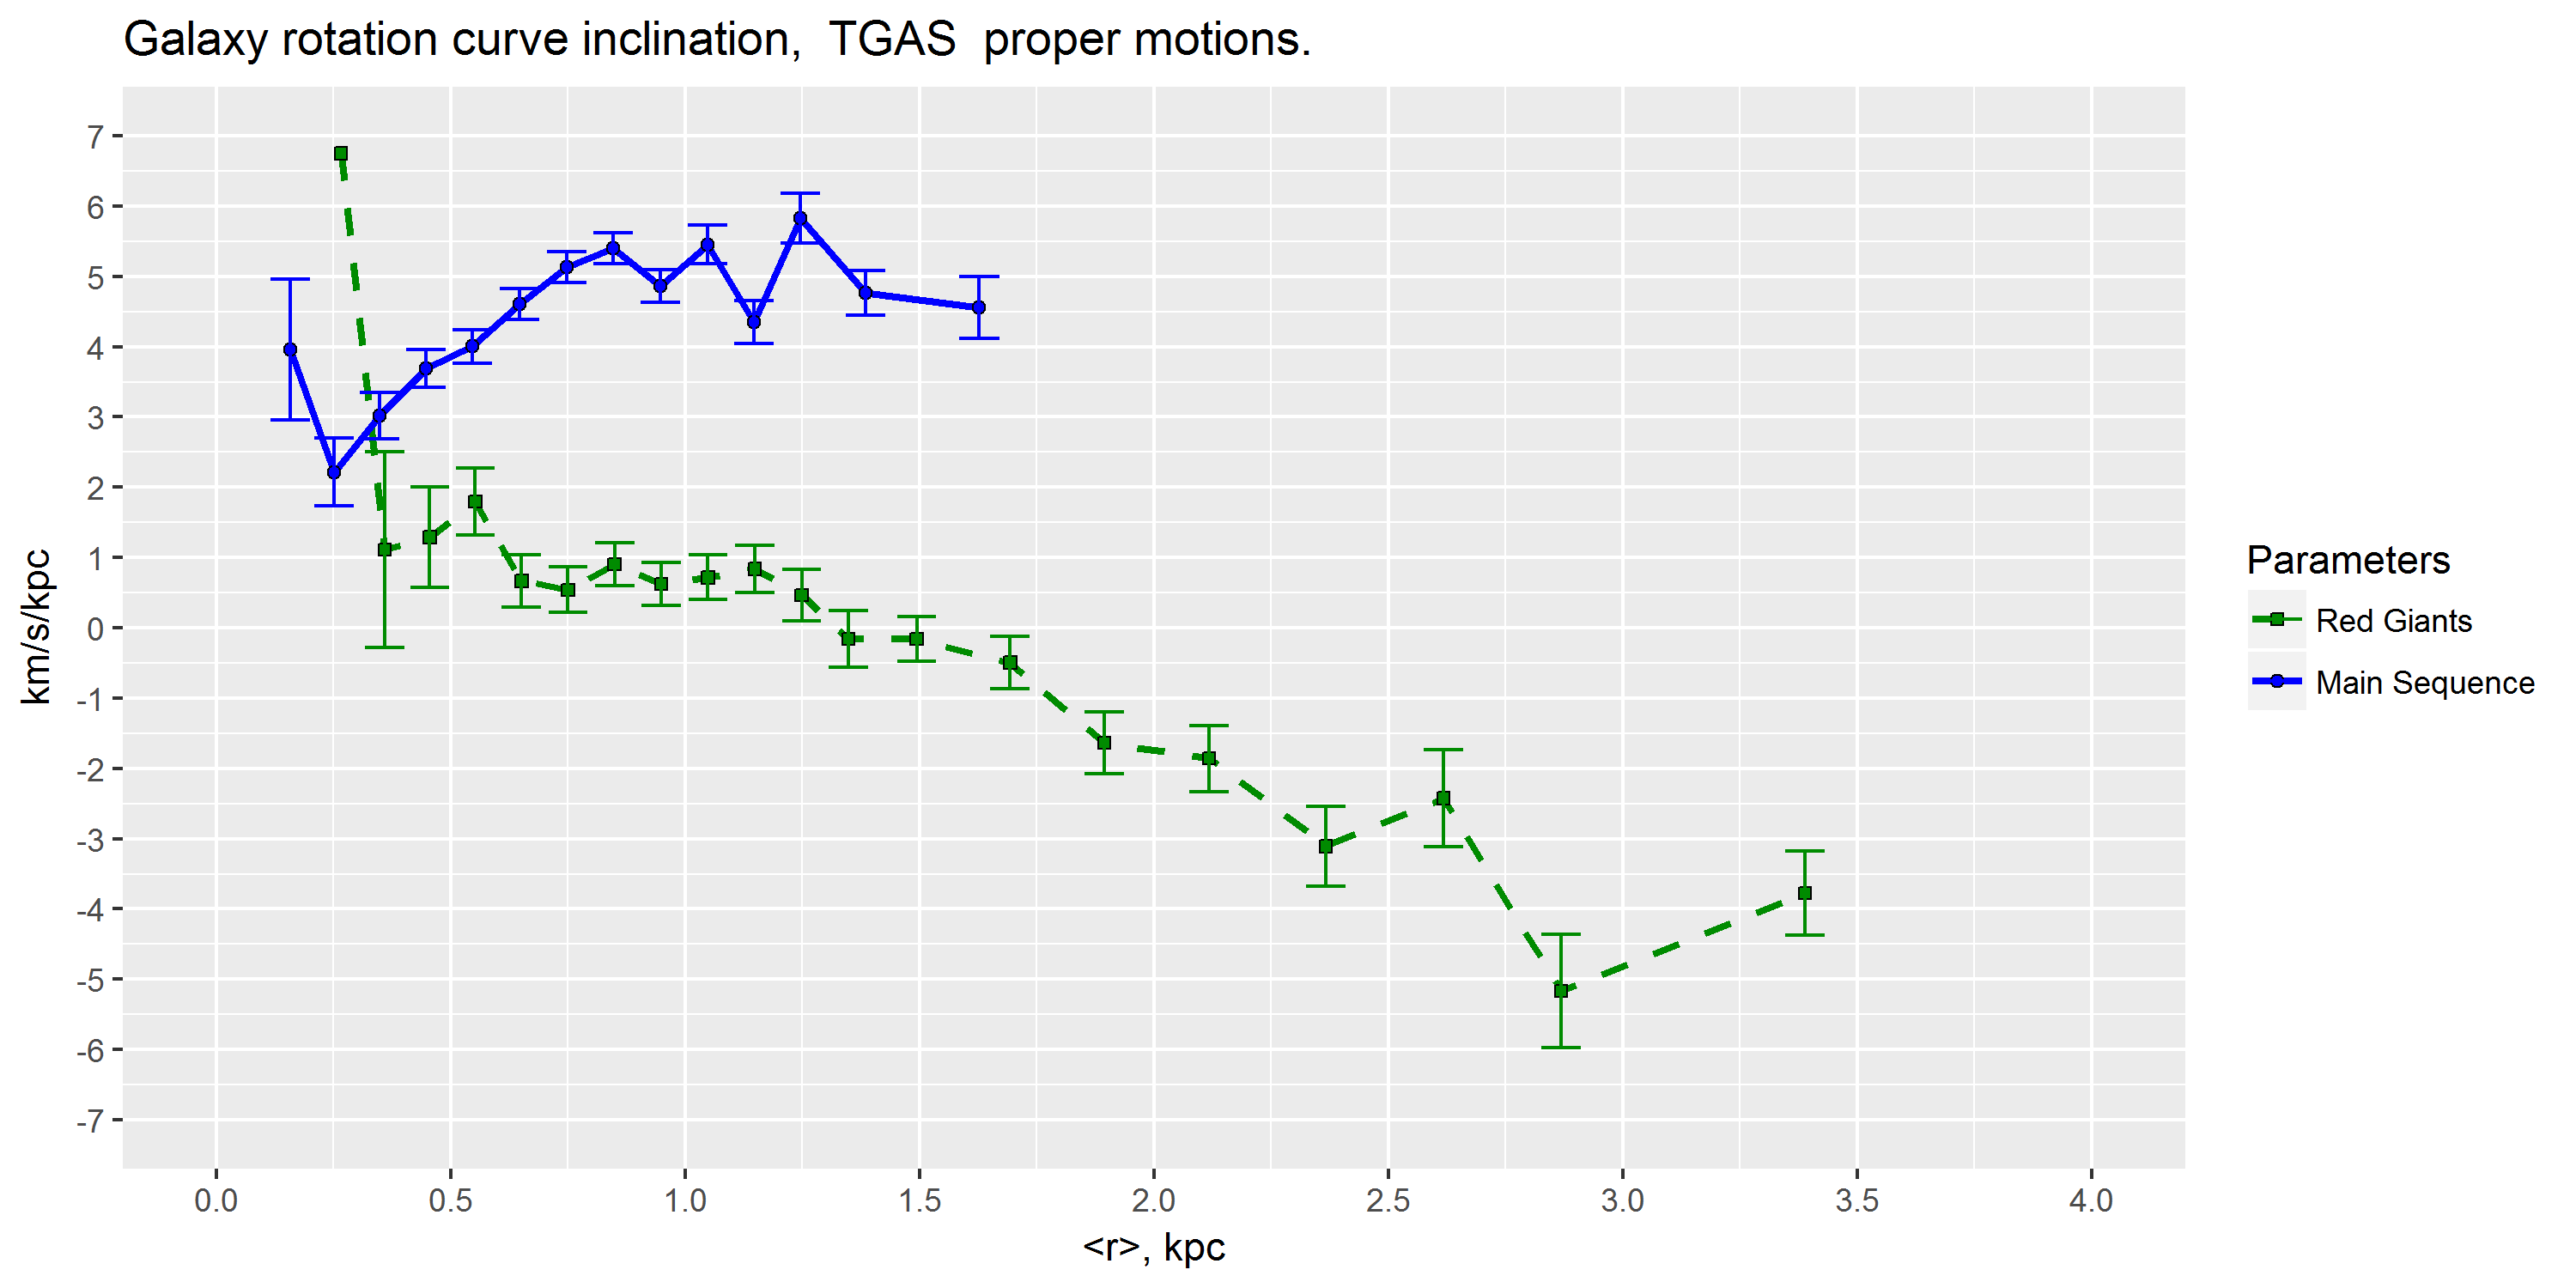 Galaxy rotation curve inclination,  TGAS  proper motions.
7
6
5
4
3
2
1
0
-1
-2
-3
-4
-5
-6
-7
km/s/kpc
0.0 0.5 1.0 1.5 2.0 2.5 3.0 3.5 4.0
<r>, kpc
Parameters
Red Giants
Main Sequence